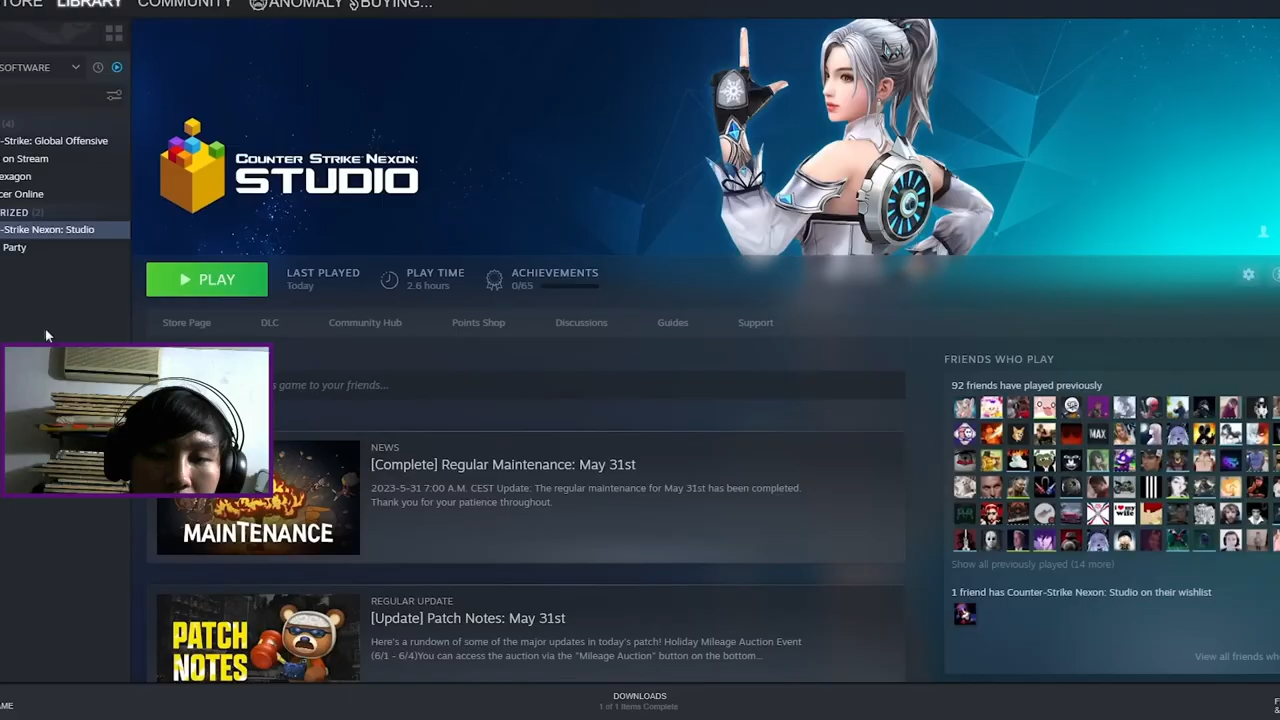 LIBRARY
COMMUNITY
ANOMALY $BUYING...
SOFTWARE
(4)
-Strike: Global Offensive
on Stream
exagon
cer Online
RIZED (2)
-Strike Nexon: Studio
Party
COUNTER STRIKE NEXON:
STUDIO
PLAY
LAST PLAYED
Today
PLAY TIME
2.6 hours
ACHIEVEMENTS
0/65
Store Page
DLC
Community Hub
Points Shop
Discussions
Guides
Support
s game to your friends...
NEWS
[Complete] Regular Maintenance: May 31st
2023-5-31 7:00 A.M. CEST Update: The regular maintenance for May 31st has been completed.
Thank you for your patience throughout.
MAINTENANCE
REGULAR UPDATE
[Update] Patch Notes: May 31st
Here's a rundown of some of the major updates in today's patch! Holiday Mileage Auction Event
(6/1 - 6/4)You can access the auction via the "Mileage Auction" button on the bottom...
PATCH
NOTES
FRIENDS WHO PLAY
92 friends have played previously
MAX
Show all previously played (14 more)
1 friend has Counter-Strike Nexon: Studio on their wishlist
View all friends wh
DOWNLOADS
1 of 1 Items Complete
AME